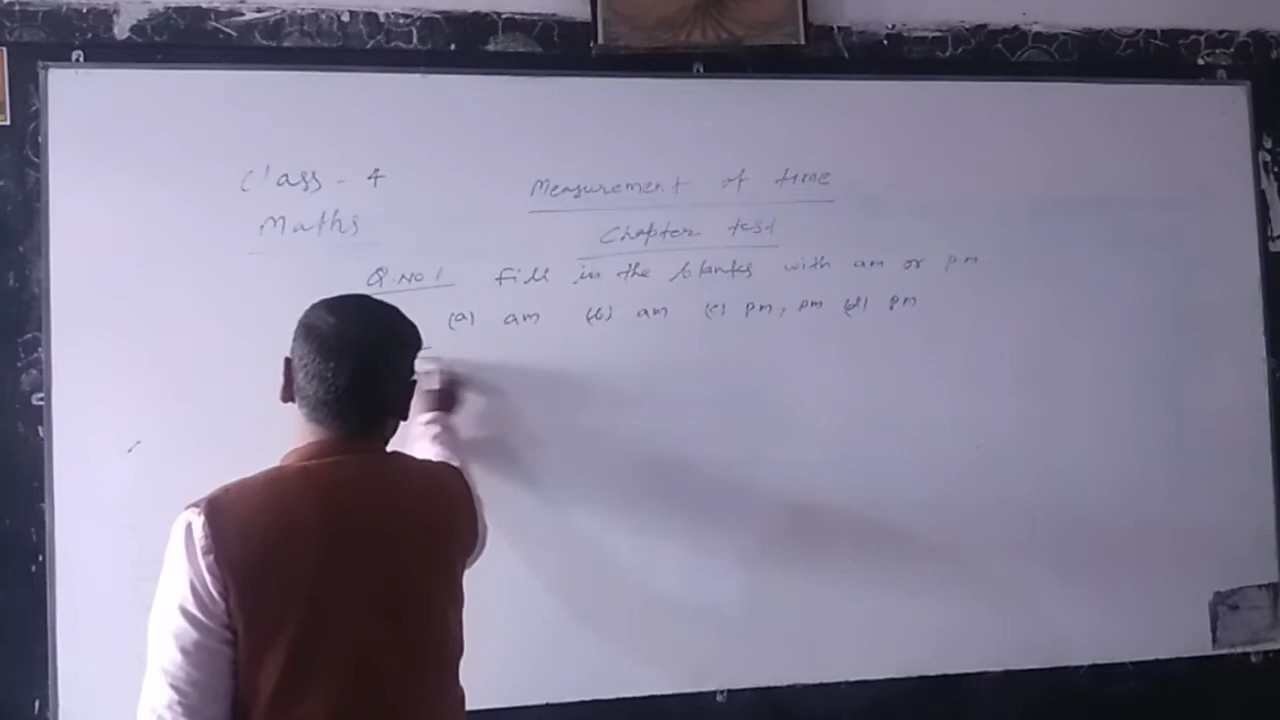 Class - 4
Measurement of time
Maths
Chapter test
Q.No 1 Fill in the blanks with am or pm.
(a) am (b) am (c) pm, pm (d) pm